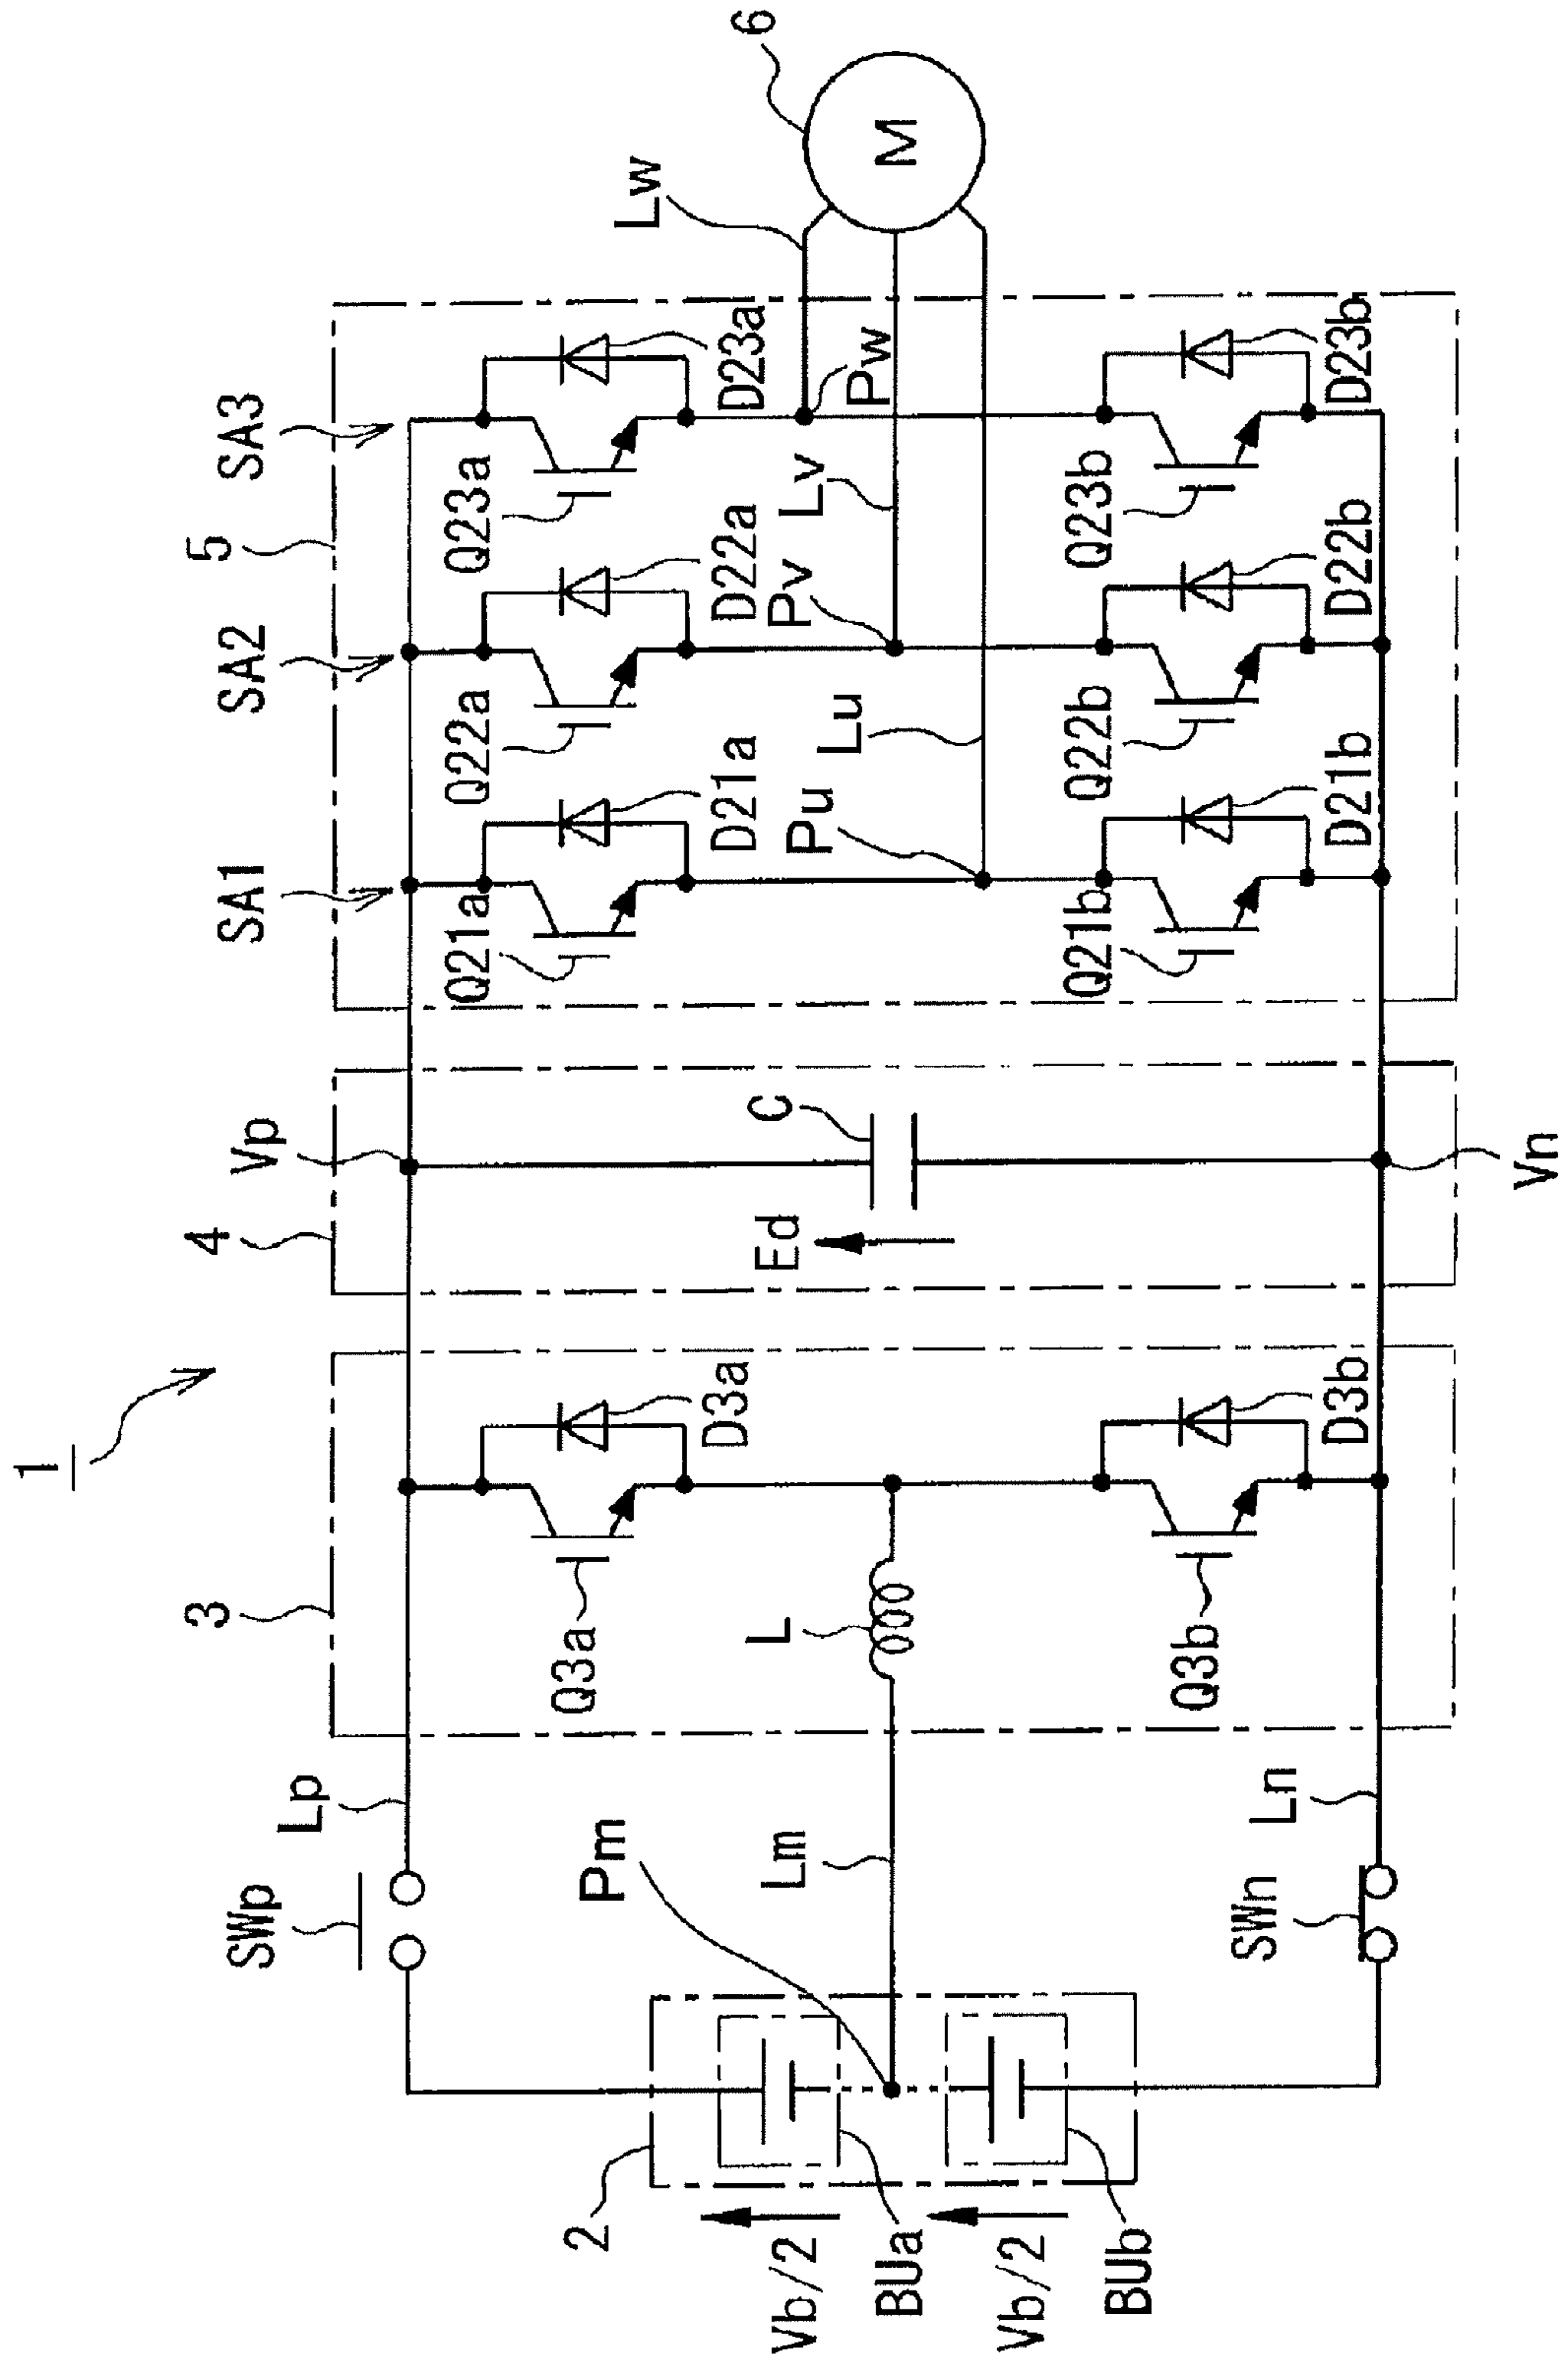 1
3
4
5
SA1
SA2
SA3
Vp
SWp
Lp
Q3a
D3a
Q21a
D21a
Q22a
D22a
Q23a
D23a
Lw
6
M
2
Vb/2
BUa
Vb/2
BUb
Pm
Lm
L
Ed
C
Pu
Lu
Pv
Lv
Pw
Q3b
D3b
Q21b
D21b
Q22b
D22b
Q23b
D23b
SWn
Ln
Vn